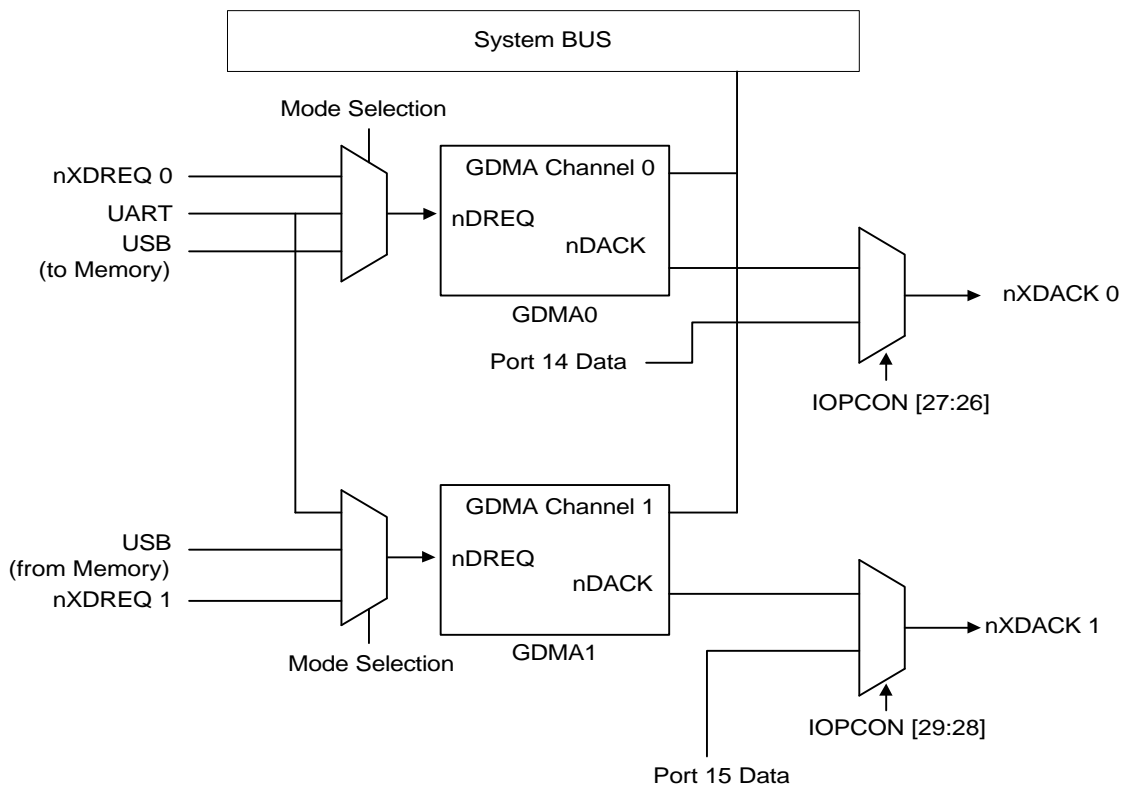 System BUS
Mode Selection
nXDREQ 0
UART
USB
(to Memory)
GDMA Channel 0
nDREQ
nDACK
GDMA0
nXDACK 0
Port 14 Data
IOPCON [27:26]
USB
(from Memory)
nXDREQ 1
Mode Selection
GDMA Channel 1
nDREQ
nDACK
GDMA1
nXDACK 1
IOPCON [29:28]
Port 15 Data